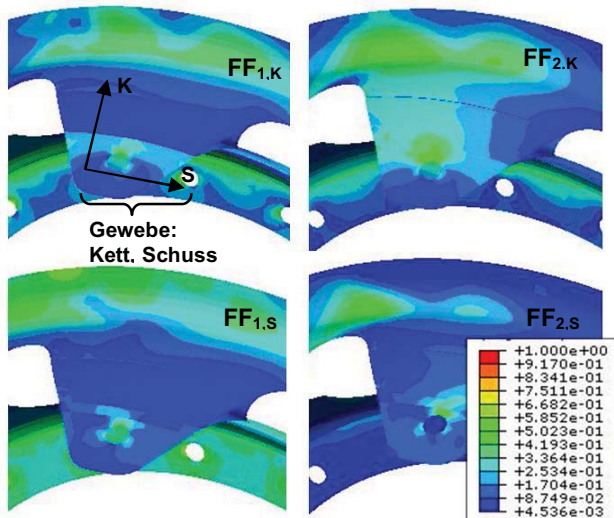 FF1,K
FF2,K
K
S
Gewebe:
Kett, Schuss
FF1,S
FF2,S
+1.000e+00
+9.170e-01
+8.341e-01
+7.511e-01
+6.682e-01
+5.852e-01
+5.023e-01
+4.193e-01
+3.364e-01
+2.534e-01
+1.704e-01
+8.749e-02
+4.536e-03